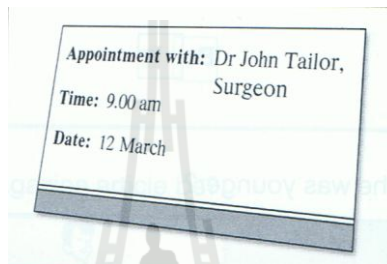 Appointment with: Dr John Tailor,
Surgeon
Time: 9.00 am
Date: 12 March